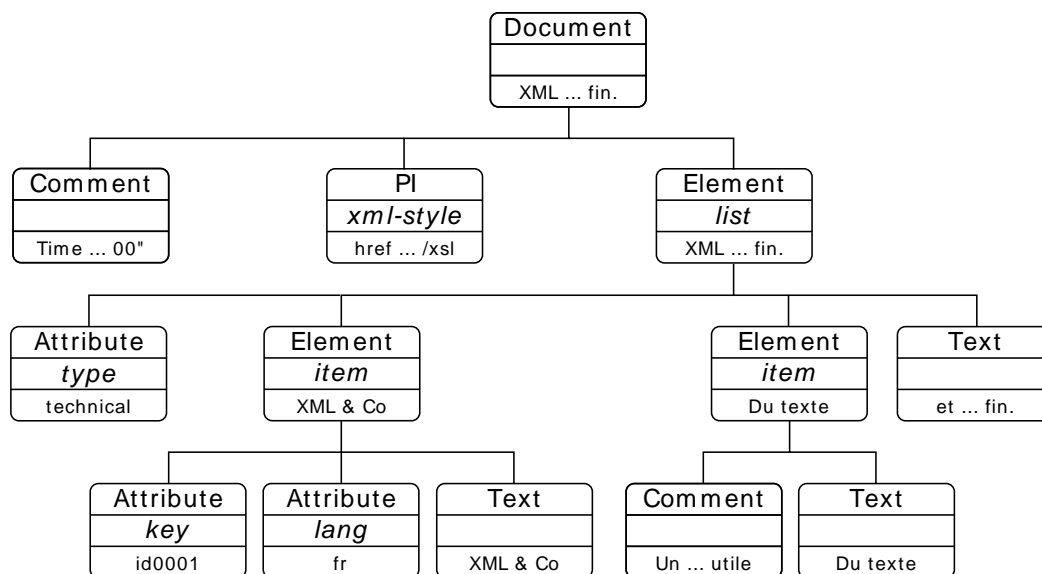 Document
XML ... fin.
Comment
Time ... 00"
PI
xml-style
href ... /xsl
Element
list
XML ... fin.
Attribute
type
technical
Element
item
XML & Co
Element
item
Du texte
Text
et ... fin.
Attribute
key
id0001
Attribute
lang
fr
Text
XML & Co
Comment
Un ... utile
Text
Du texte